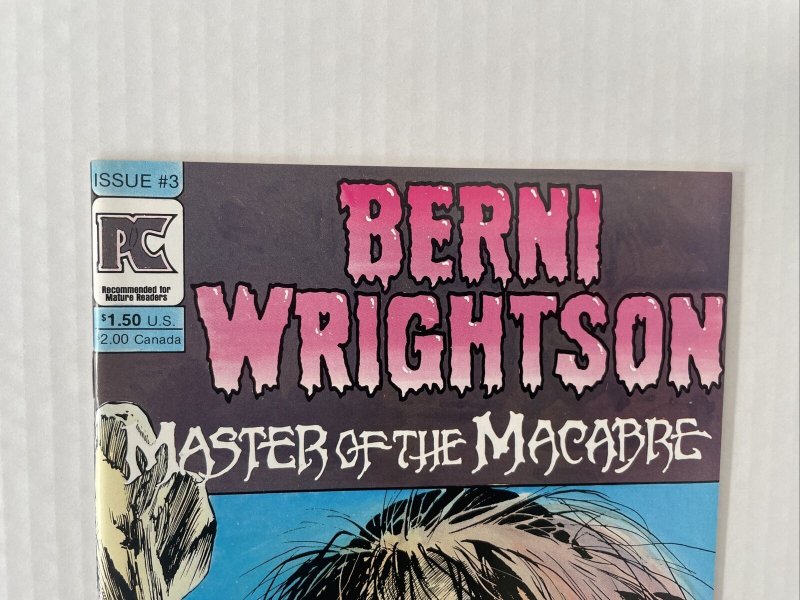 ISSUE #3
PC
Recommended for
Mature Readers
$1.50 U.S.
2.00 Canada
BERNI
WRIGHTSON
MASTER OF THE MACABRE